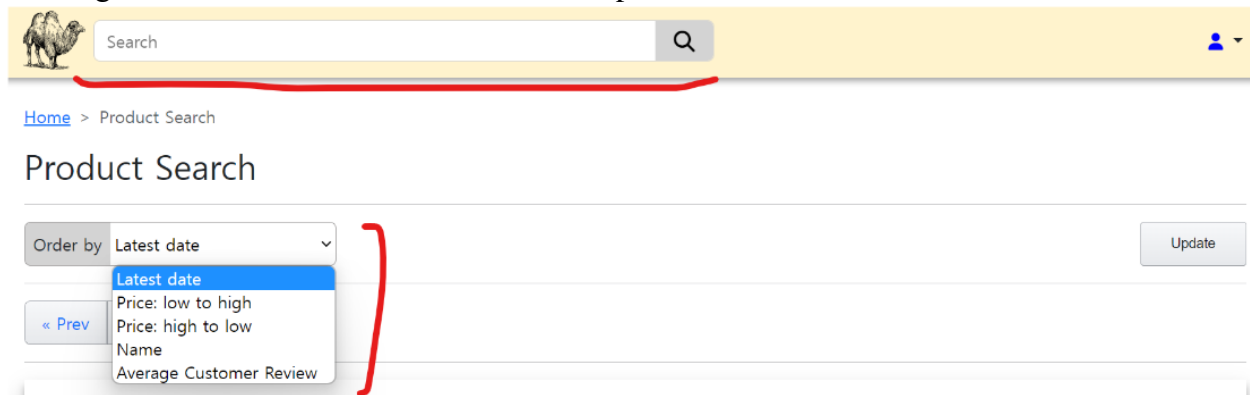 Search
Home > Product Search
Product Search
Order by Latest date
Update
Latest date
Price: low to high
« Prev
Price: high to low
Name
Average Customer Review